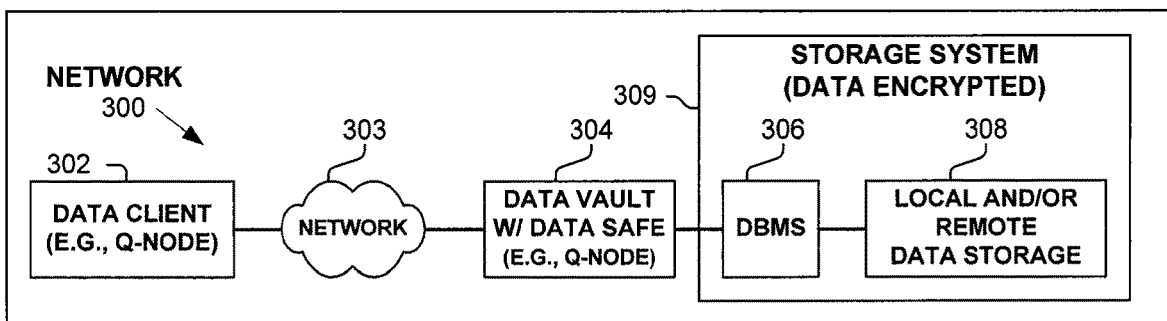 STORAGE SYSTEM
(DATA ENCRYPTED)
NETWORK
300
309
302
303
304
306
308
DATA CLIENT
(E.G., Q-NODE)
NETWORK
DATA VAULT
W/ DATA SAFE
(E.G., Q-NODE)
DBMS
LOCAL AND/OR
REMOTE
DATA STORAGE